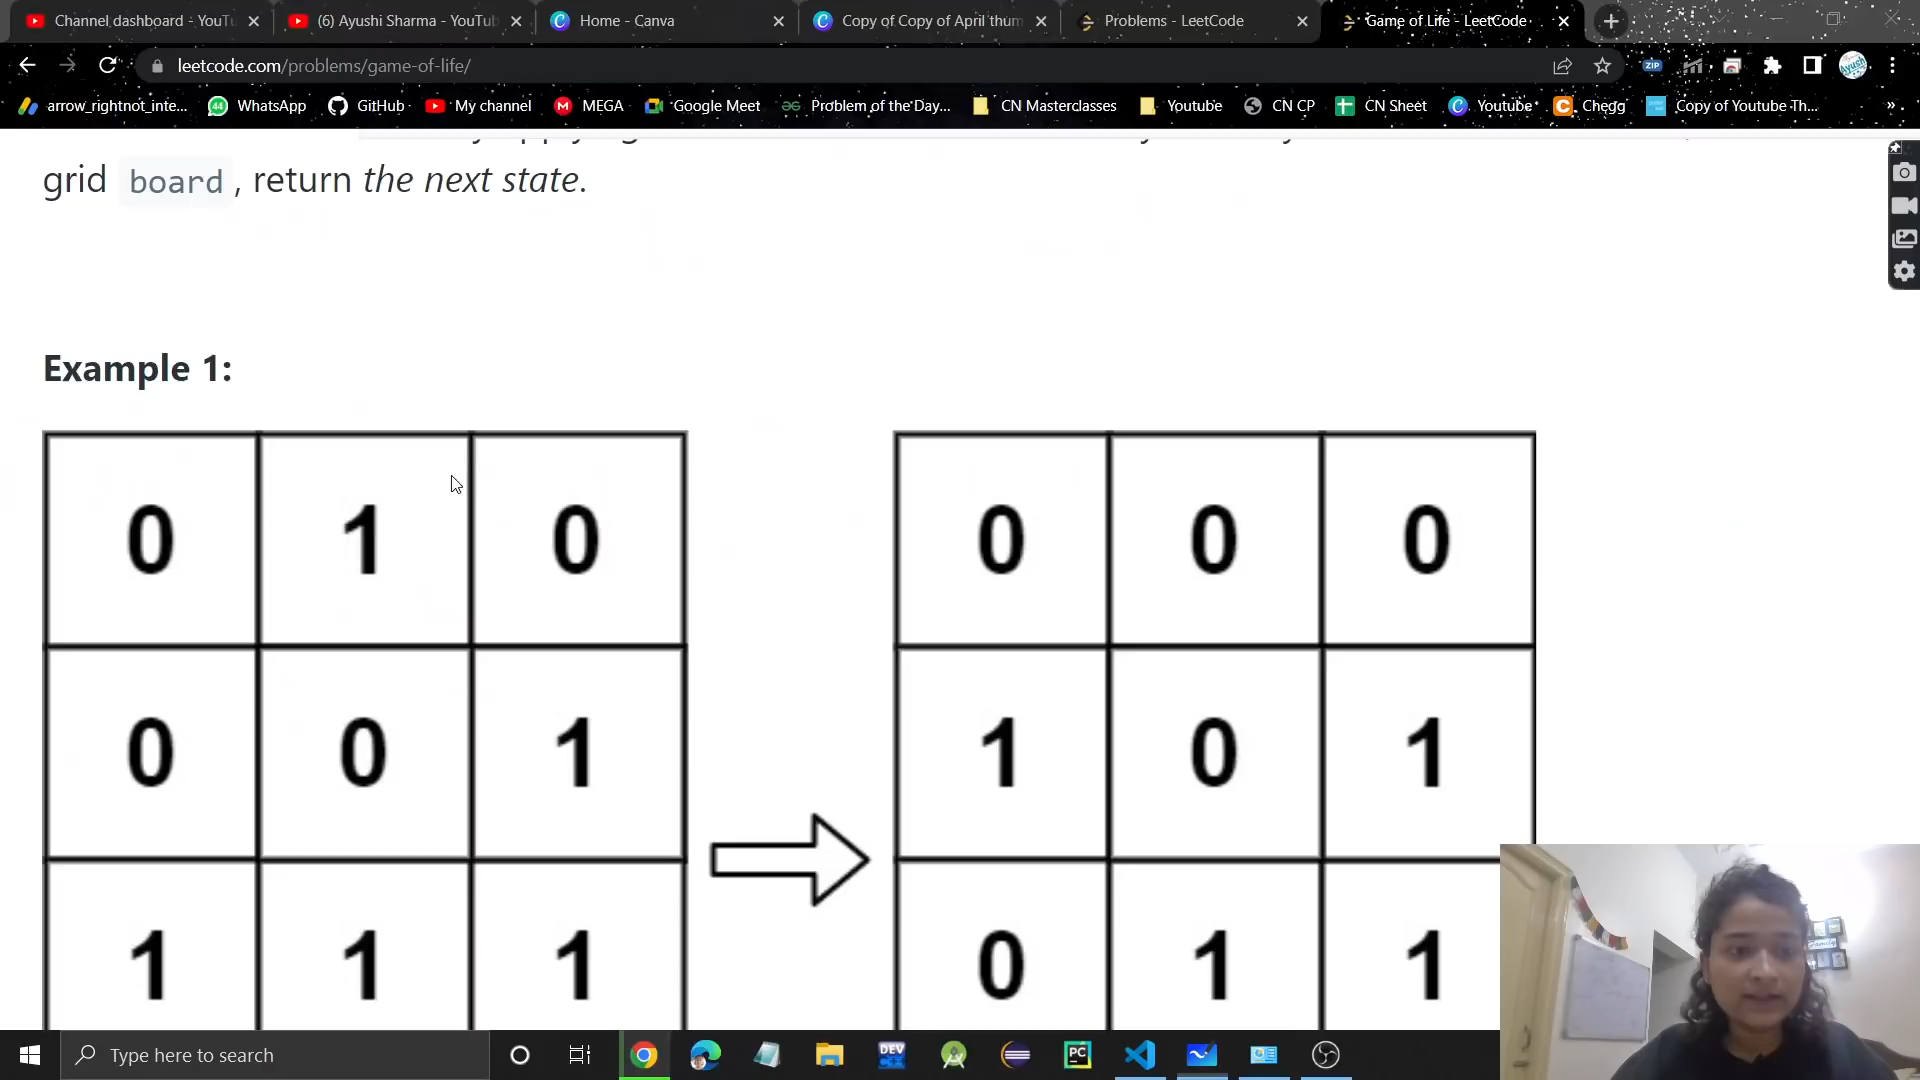 Channel dashboard - YouTu
(6) Ayushi Sharma - YouTub
Home - Canva
Copy of Copy of April thum
Problems - LeetCode
Game of Life - LeetCode
leetcode.com/problems/game-of-life/
ZIP
arrow_rightnot_inte...
44
WhatsApp
GitHub
My channel
M
MEGA
Google Meet
Problem of the Day...
CN Masterclasses
Youtube
CN CP
CN Sheet
Youtube
Chegg
Copy of Youtube Th...
»
grid board, return the next state.
Example 1:
0 1 0 0 0 0
0 0 1 1 0 1
1 1 1 0 1 1
Type here to search
DEV
PC